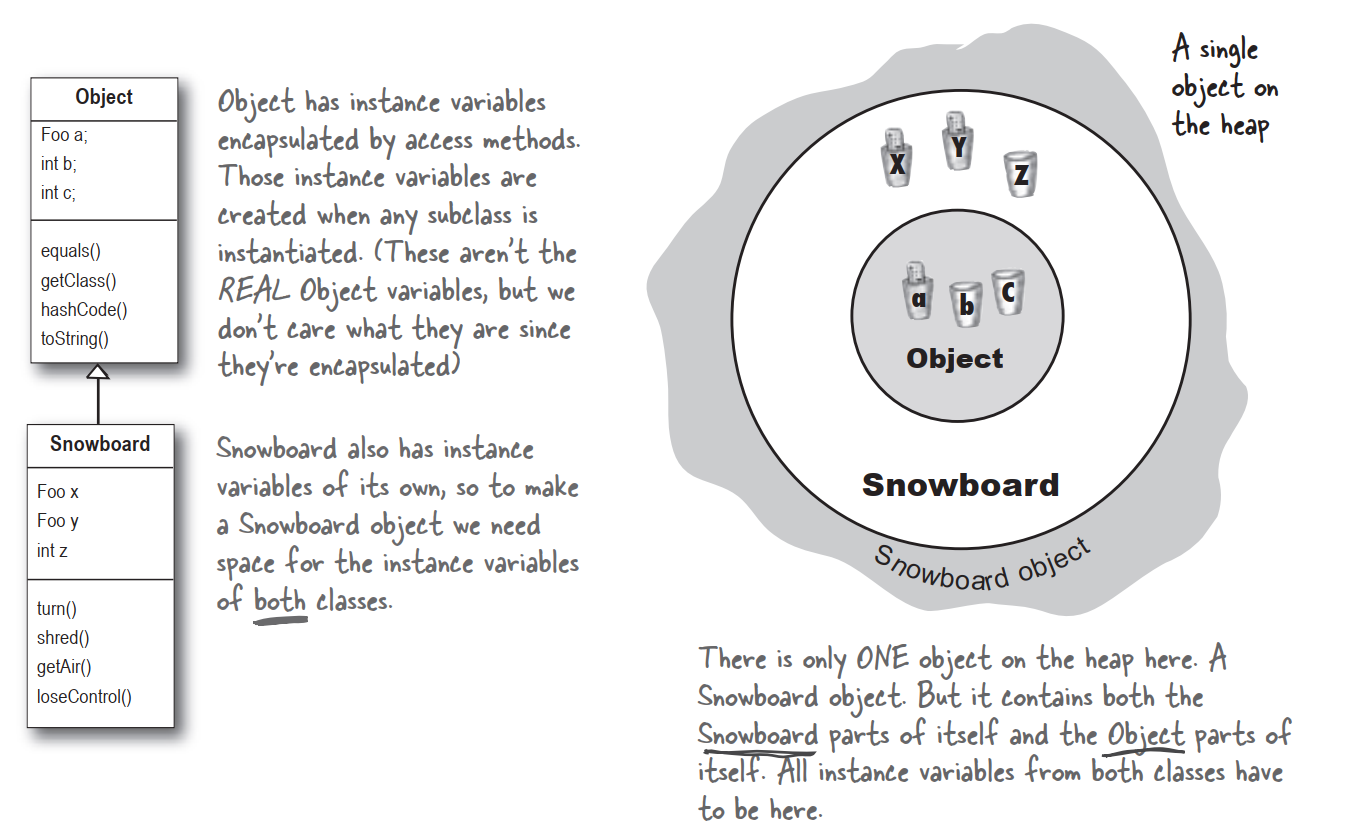 Object
Foo a;
int b;
int c;
equals()
getClass()
hashCode()
toString()
Snowboard
Foo x
Foo y
int z
turn()
shred()
getAir()
loseControl()
Object has instance variables
encapsulated by access methods.
Those instance variables are
created when any subclass is
instantiated. (These aren't the
REAL Object variables, but we
don't care what they are since
they're encapsulated)
Snowboard also has instance
variables of its own, so to make
a Snowboard object we need
space for the instance variables
of both classes.
A single
object on
the heap
X Y Z
a b c
Object
Snowboard
Snowboard object
There is only ONE object on the heap here. A
Snowboard object. But it contains both the
Snowboard parts of itself and the Object parts of
itself. All instance variables from both classes have
to be here.